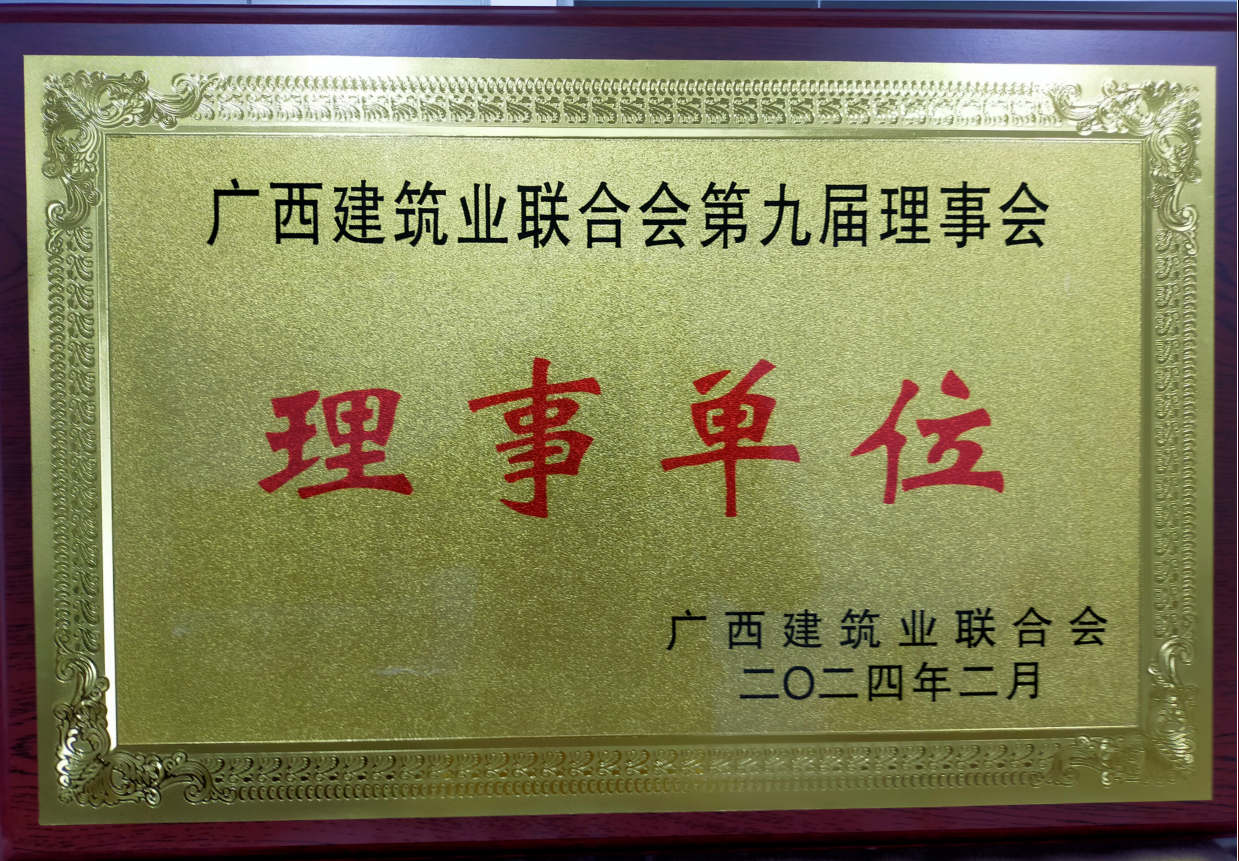 广西建筑业联合会第九届理事会
理事单位
广西建筑业联合会
二〇二四年二月